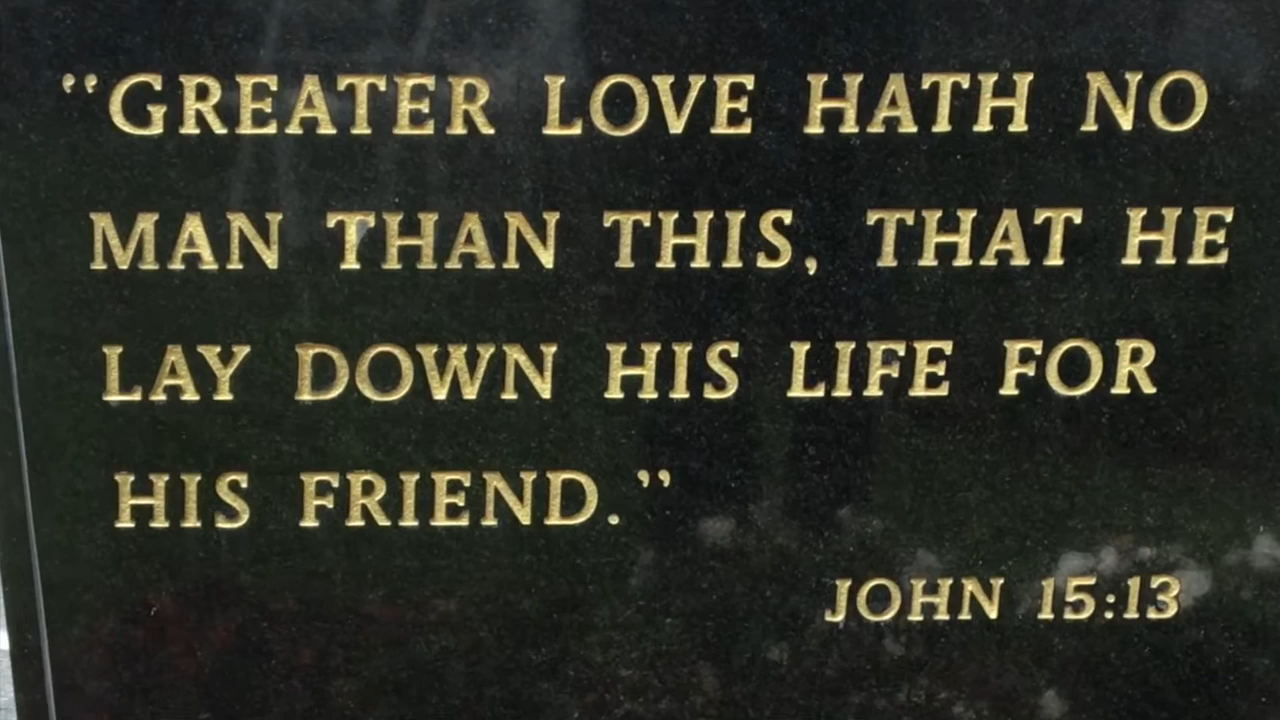 “GREATER LOVE HATH NO
MAN THAN THIS, THAT HE
LAY DOWN HIS LIFE FOR
HIS FRIEND.”
JOHN 15:13